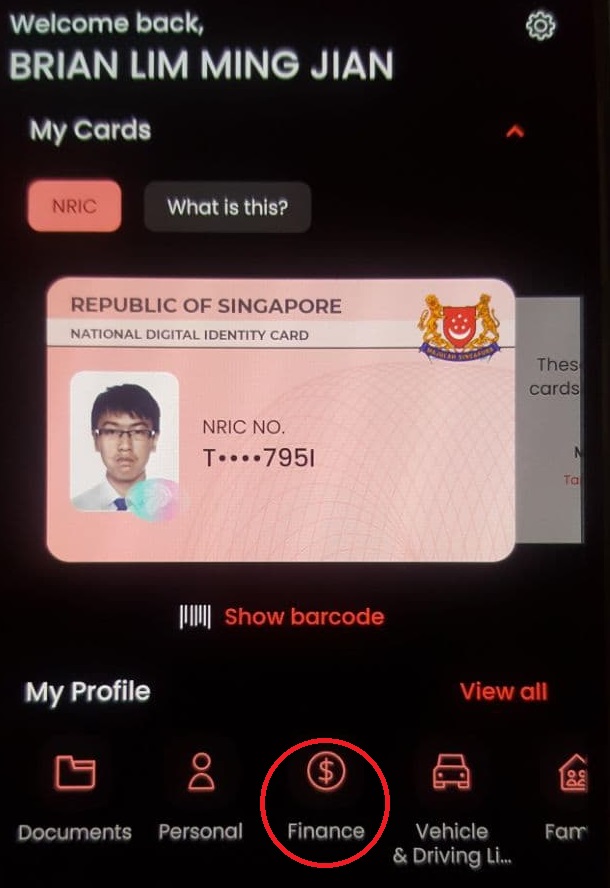 Welcome back,
BRIAN LIM MING JIAN
My Cards
NRIC
What is this?
REPUBLIC OF SINGAPORE
NATIONAL DIGITAL IDENTITY CARD
MAJULAH SINGAPURA
NRIC NO.
T••••795I
These
cards
M
Ta
Show barcode
My Profile
View all
Documents
Personal
Finance
Vehicle
& Driving Li...
Fam